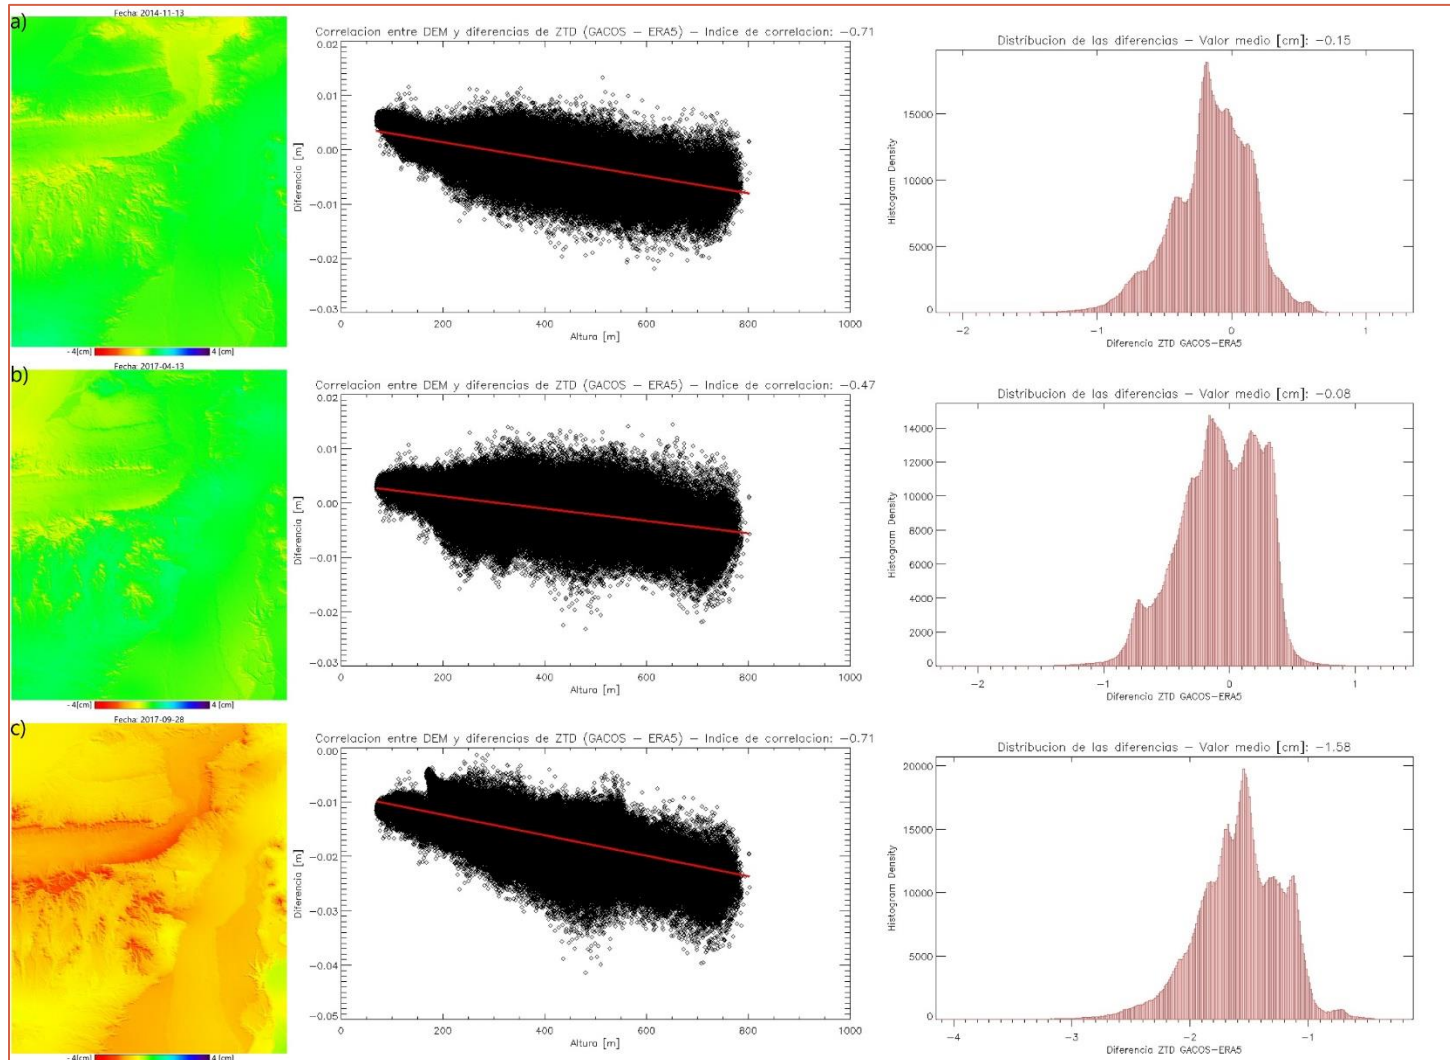 a)
Fecha: 2014-11-13
- 4[cm]
4 [cm]
Correlacion entre DEM y diferencias de ZTD (GACOS – ERA5) – Indice de correlacion: –0.71
0.02
0.01
0.00
–0.01
–0.02
–0.03
Diferencia [m]
0
200
400
600
800
1000
Altura [m]
Distribucion de las diferencias – Valor medio [cm]: –0.15
15000
10000
5000
0
Histogram Density
–2
–1
0
1
Diferencia ZTD GACOS–ERA5
b)
Fecha: 2017-04-13
- 4[cm]
4 [cm]
Correlacion entre DEM y diferencias de ZTD (GACOS – ERA5) – Indice de correlacion: –0.47
0.02
0.01
0.00
–0.01
–0.02
–0.03
Diferencia [m]
0
200
400
600
800
1000
Altura [m]
Distribucion de las diferencias – Valor medio [cm]: –0.08
14000
12000
10000
8000
6000
4000
2000
0
Histogram Density
–2
–1
0
1
Diferencia ZTD GACOS–ERA5
c)
Fecha: 2017-09-28
- 4[cm]
4 [cm]
Correlacion entre DEM y diferencias de ZTD (GACOS – ERA5) – Indice de correlacion: –0.71
0.00
–0.01
–0.02
–0.03
–0.04
–0.05
Diferencia [m]
0
200
400
600
800
1000
Altura [m]
Distribucion de las diferencias – Valor medio [cm]: –1.58
20000
15000
10000
5000
0
Histogram Density
–4
–3
–2
–1
Diferencia ZTD GACOS–ERA5